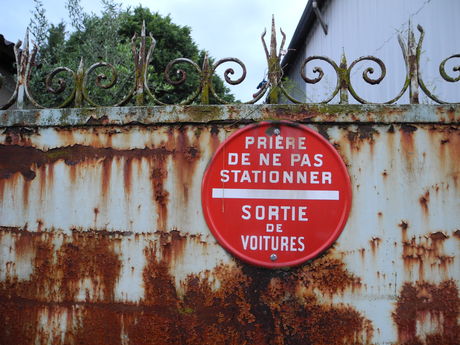 PRIÈRE
DE NE PAS
STATIONNER
SORTIE
DE
VOITURES